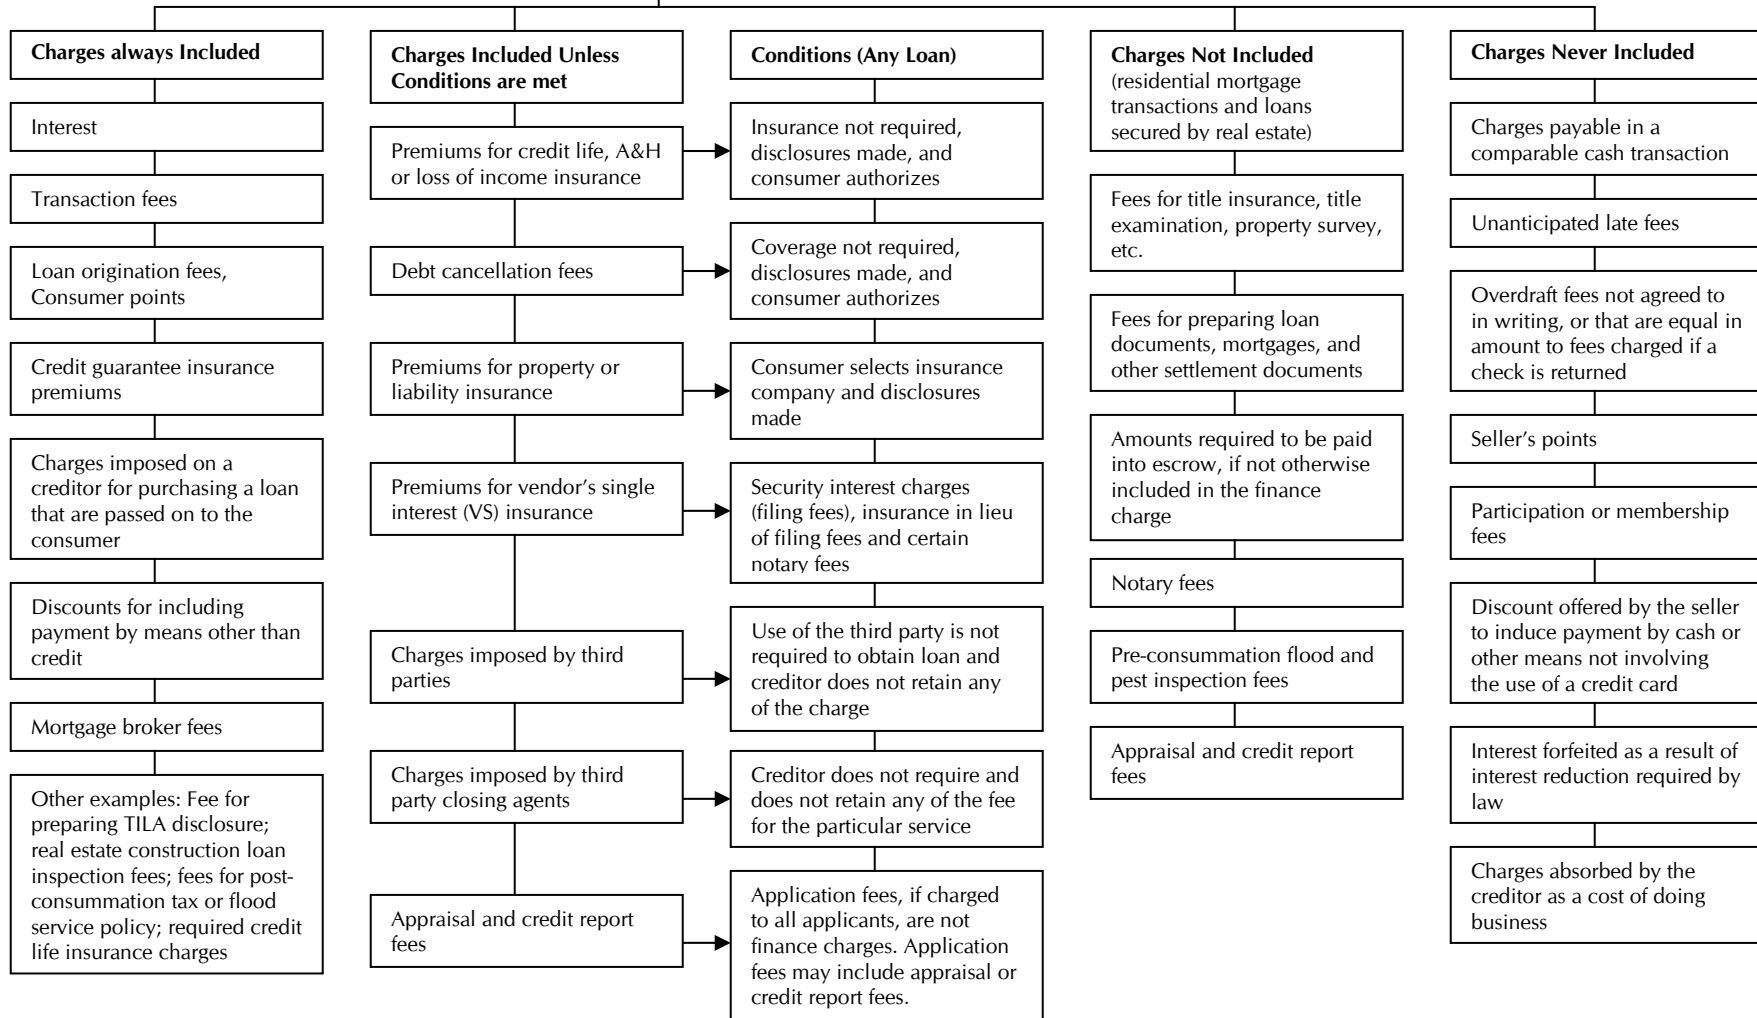 Charges always Included
Interest
Transaction fees
Loan origination fees,
Consumer points
Credit guarantee insurance
premiums
Charges imposed on a
creditor for purchasing a loan
that are passed on to the
consumer
Discounts for including
payment by means other than
credit
Mortgage broker fees
Other examples: Fee for
preparing TILA disclosure;
real estate construction loan
inspection fees; fees for post-
consummation tax or flood
service policy; required credit
life insurance charges
Charges Included Unless
Conditions are met
Premiums for credit life, A&H
or loss of income insurance
Debt cancellation fees
Premiums for property or
liability insurance
Premiums for vendor's single
interest (VS) insurance
Charges imposed by third
parties
Charges imposed by third
party closing agents
Appraisal and credit report
fees
Conditions (Any Loan)
Insurance not required,
disclosures made, and
consumer authorizes
Coverage not required,
disclosures made, and
consumer authorizes
Consumer selects insurance
company and disclosures
made
Security interest charges
(filing fees), insurance in lieu
of filing fees and certain
notary fees
Use of the third party is not
required to obtain loan and
creditor does not retain any
of the charge
Creditor does not require and
does not retain any of the fee
for the particular service
Application fees, if charged
to all applicants, are not
finance charges. Application
fees may include appraisal or
credit report fees.
Charges Not Included
(residential mortgage
transactions and loans
secured by real estate)
Fees for title insurance, title
examination, property survey,
etc.
Fees for preparing loan
documents, mortgages, and
other settlement documents
Amounts required to be paid
into escrow, if not otherwise
included in the finance
charge
Notary fees
Pre-consummation flood and
pest inspection fees
Appraisal and credit report
fees
Charges Never Included
Charges payable in a
comparable cash transaction
Unanticipated late fees
Overdraft fees not agreed to
in writing, or that are equal in
amount to fees charged if a
check is returned
Seller's points
Participation or membership
fees
Discount offered by the seller
to induce payment by cash or
other means not involving
the use of a credit card
Interest forfeited as a result of
interest reduction required by
law
Charges absorbed by the
creditor as a cost of doing
business